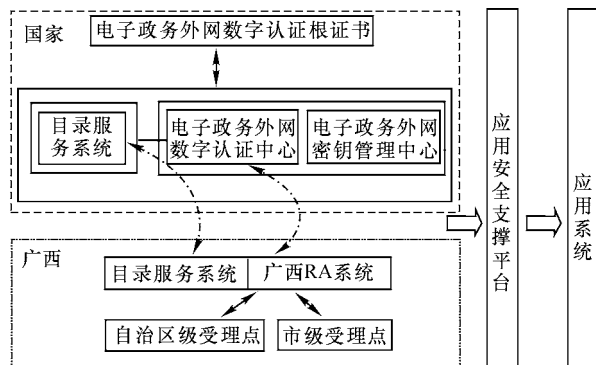 国家
电子政务外网数字认证根证书
目录服
务系统
电子政务外网
数字认证中心
电子政务外网
密钥管理中心
广西
目录服务系统
广西RA系统
自治区级受理点
市级受理点
应用安全支撑平台
应用系统